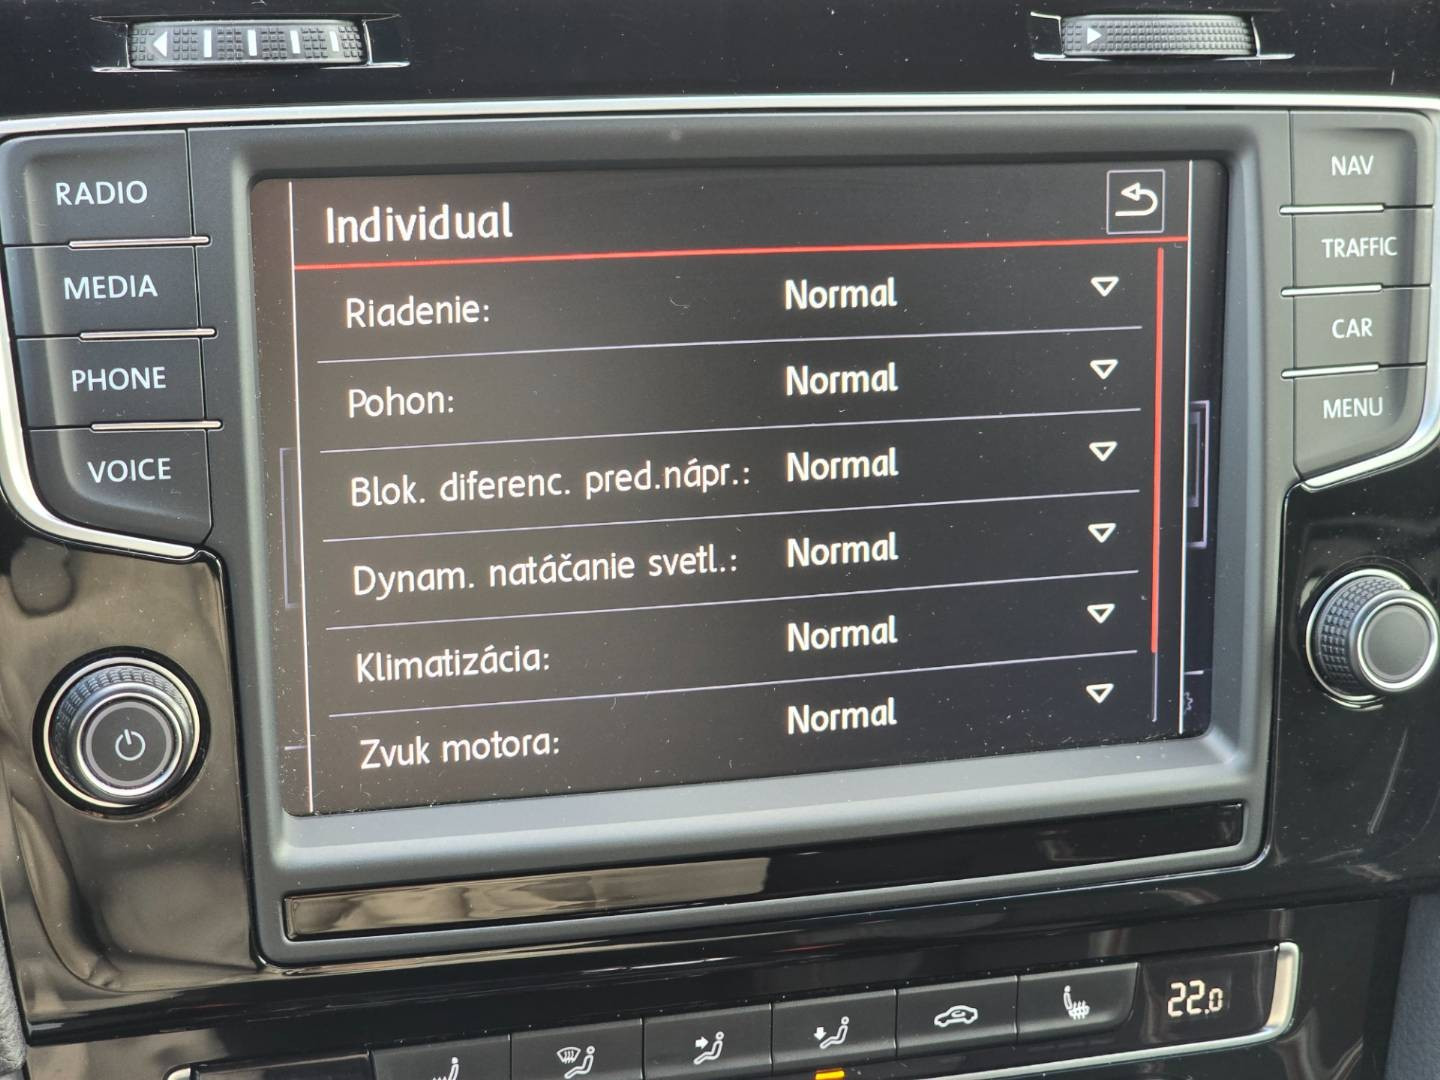 RADIO
MEDIA
PHONE
VOICE
Individual
Riadenie: Normal
Pohon: Normal
Blok. diferenc. pred.nápr.: Normal
Dynam. natáčanie svetl.: Normal
Klimatizácia: Normal
Zvuk motora: Normal
NAV
TRAFFIC
CAR
MENU
22.0